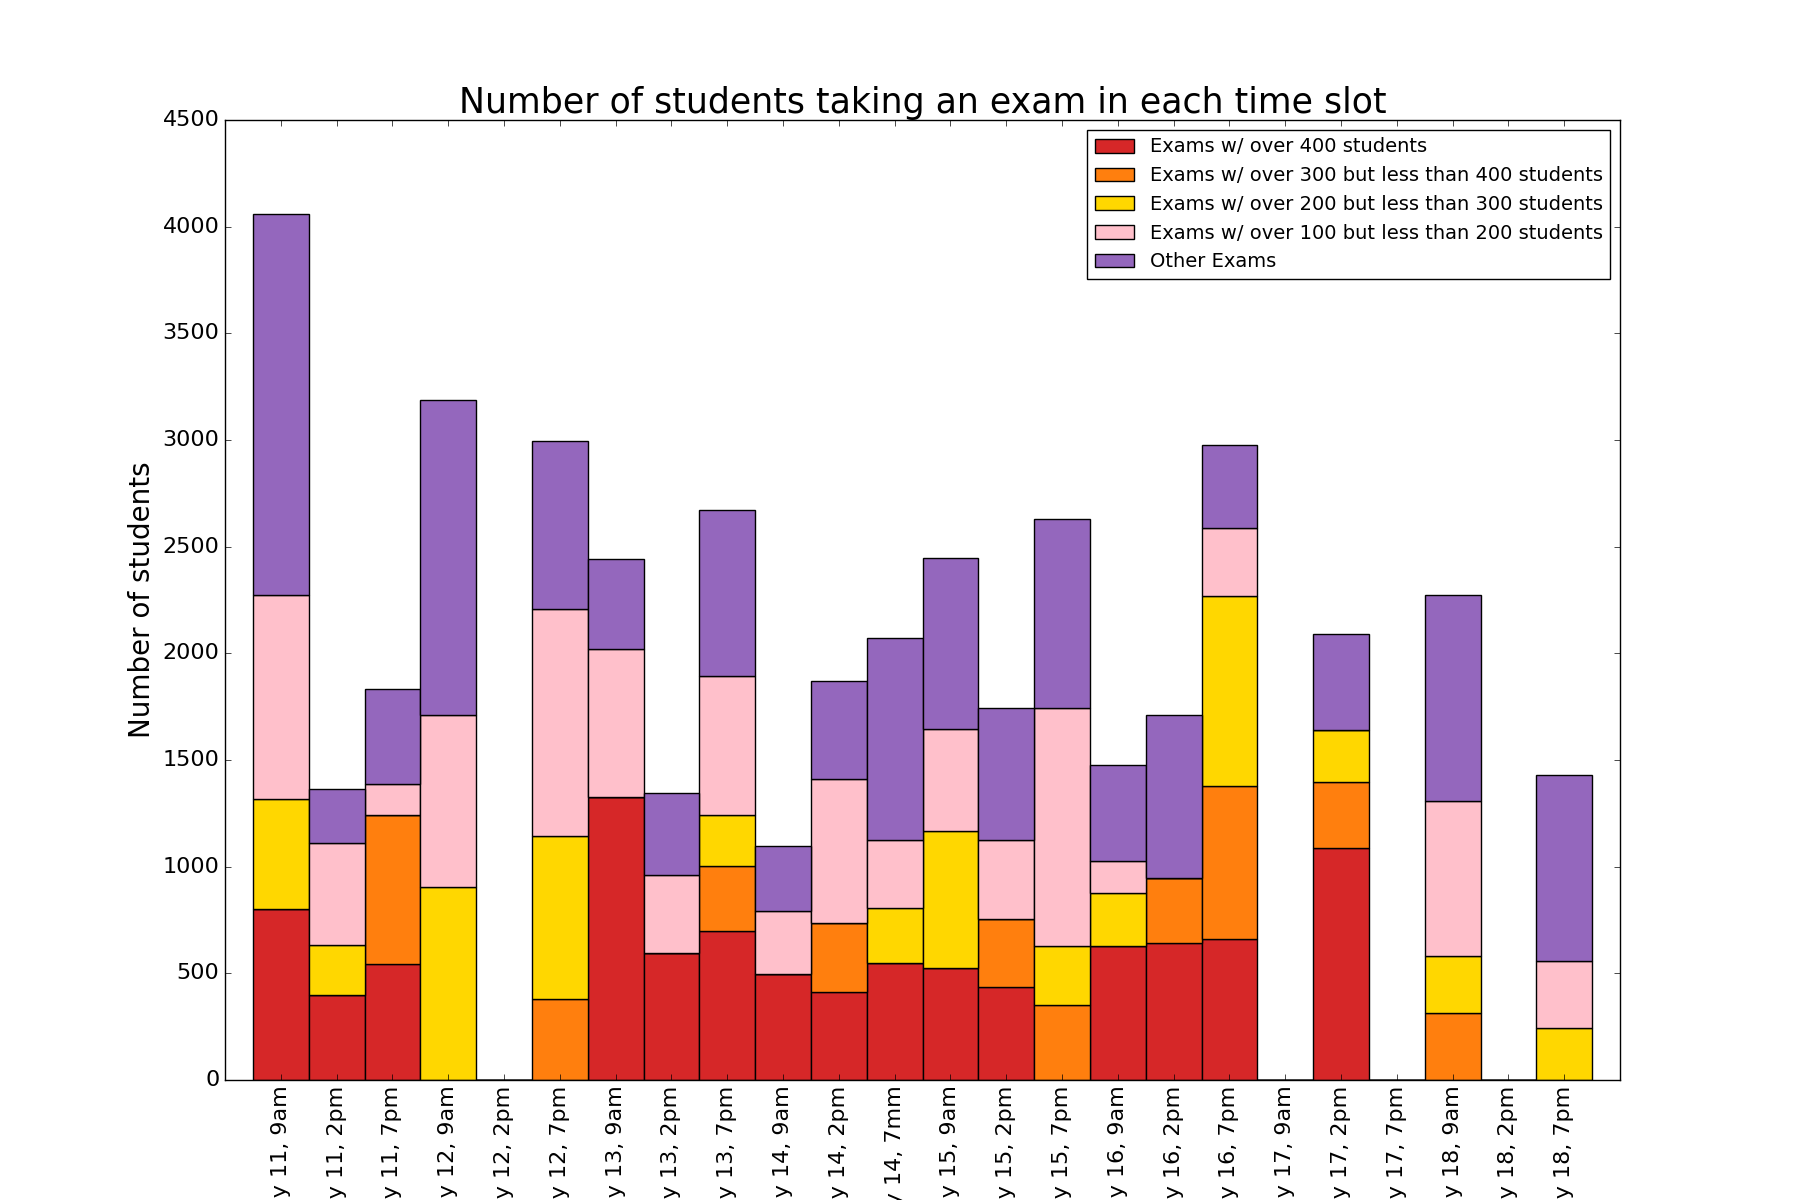 Number of students taking an exam in each time slot
Exams w/ over 400 students
Exams w/ over 300 but less than 400 students
Exams w/ over 200 but less than 300 students
Exams w/ over 100 but less than 200 students
Other Exams
Number of students
4500
4000
3500
3000
2500
2000
1500
1000
500
0
y 11, 9am
y 11, 2pm
y 11, 7pm
y 12, 9am
y 12, 2pm
y 12, 7pm
y 13, 9am
y 13, 2pm
y 13, 7pm
y 14, 9am
y 14, 2pm
y 14, 7mm
y 15, 9am
y 15, 2pm
y 15, 7pm
y 16, 9am
y 16, 2pm
y 16, 7pm
y 17, 9am
y 17, 2pm
y 17, 7pm
y 18, 9am
y 18, 2pm
y 18, 7pm